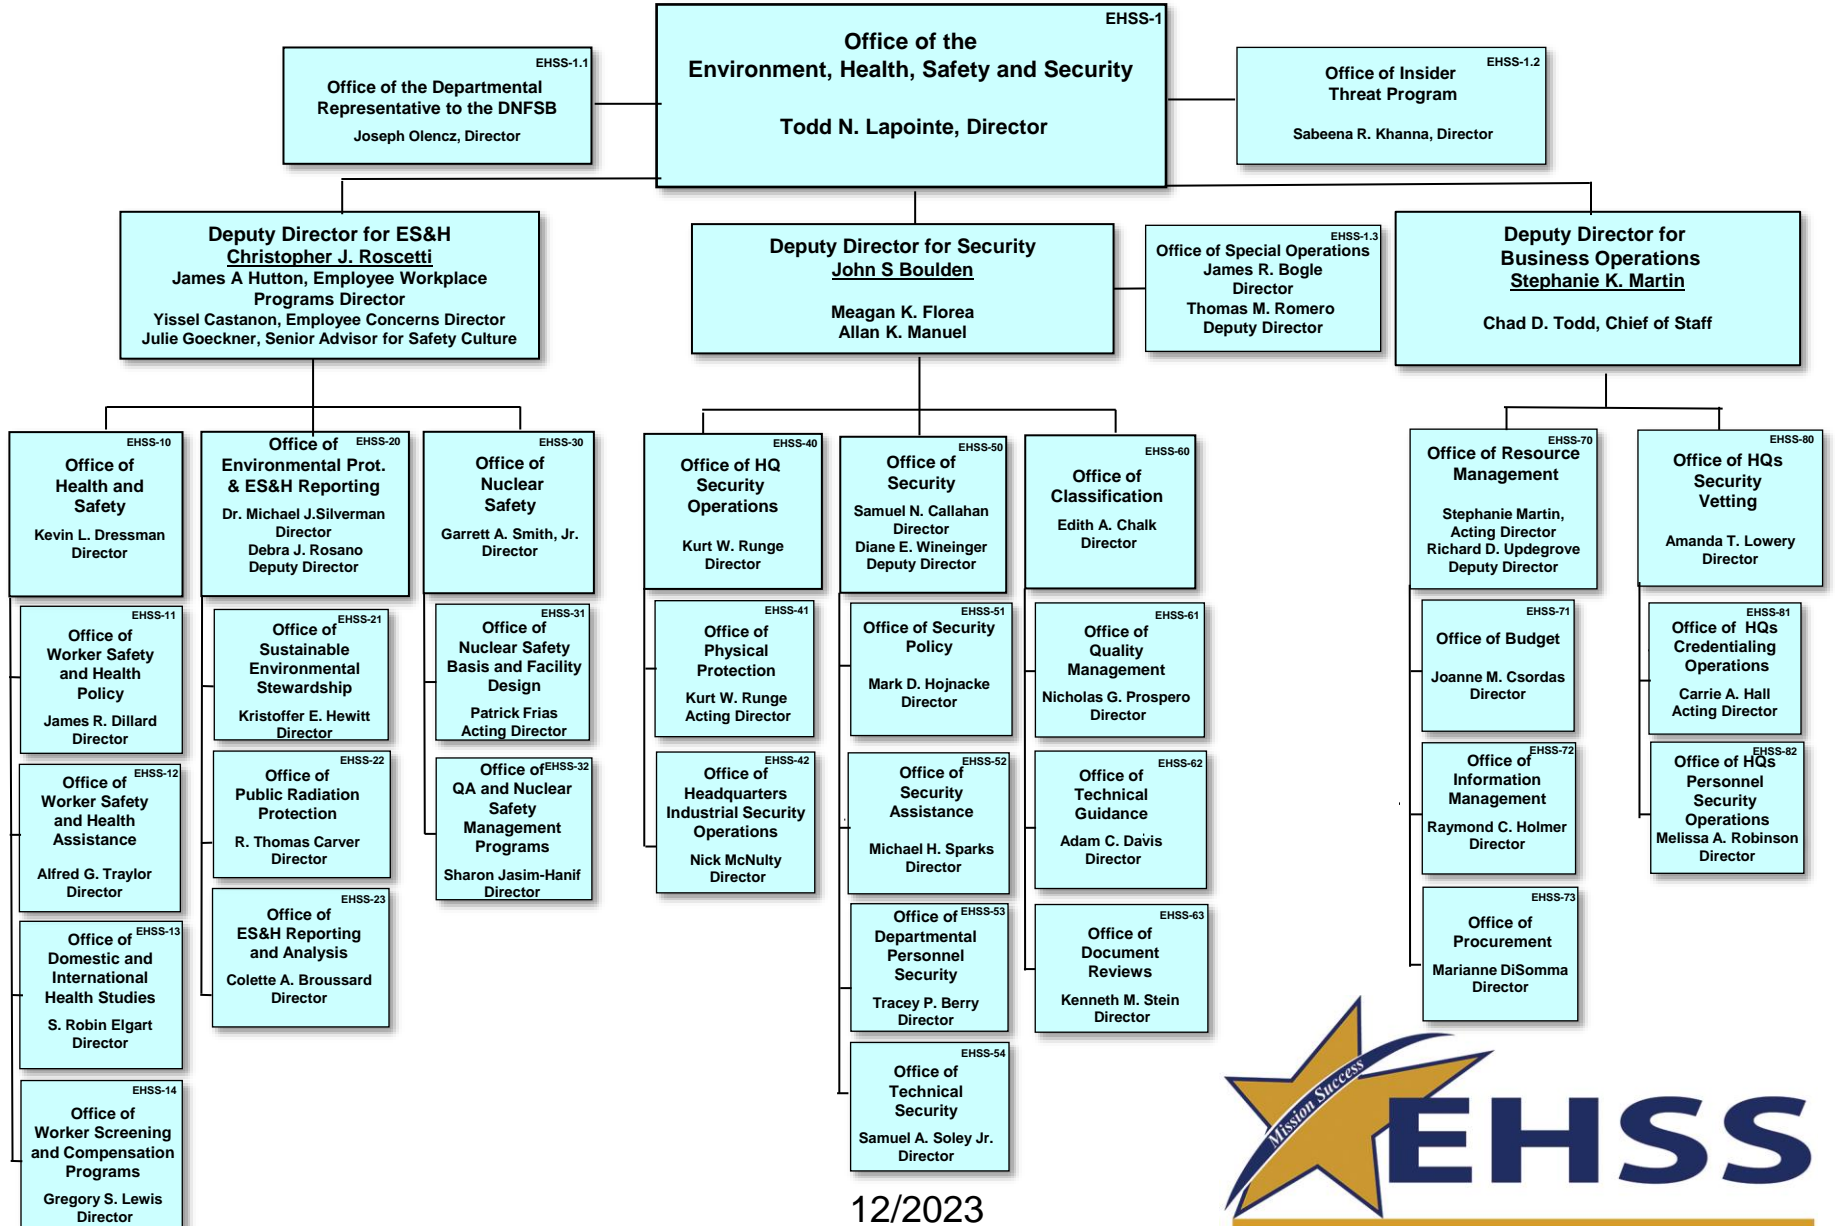 EHSS-1
Office of the
Environment, Health, Safety and Security
Todd N. Lapointe, Director
EHSS-1.1
Office of the Departmental
Representative to the DNFSB
Joseph Olencz, Director
EHSS-1.2
Office of Insider
Threat Program
Sabeena R. Khanna, Director
Deputy Director for ES&H
Christopher J. Roscetti
James A Hutton, Employee Workplace
Programs Director
Yissel Castanon, Employee Concerns Director
Julie Goeckner, Senior Advisor for Safety Culture
Deputy Director for Security
John S Boulden
Meagan K. Florea
Allan K. Manuel
EHSS-1.3
Office of Special Operations
James R. Bogle
Director
Thomas M. Romero
Deputy Director
Deputy Director for
Business Operations
Stephanie K. Martin
Chad D. Todd, Chief of Staff
EHSS-10
Office of
Health and
Safety
Kevin L. Dressman
Director
EHSS-20
Office of
Environmental Prot.
& ES&H Reporting
Dr. Michael J.Silverman
Director
Debra J. Rosano
Deputy Director
EHSS-30
Office of
Nuclear
Safety
Garrett A. Smith, Jr.
Director
EHSS-40
Office of HQ
Security
Operations
Kurt W. Runge
Director
EHSS-50
Office of
Security
Samuel N. Callahan
Director
Diane E. Wineinger
Deputy Director
EHSS-60
Office of
Classification
Edith A. Chalk
Director
EHSS-70
Office of Resource
Management
Stephanie Martin,
Acting Director
Richard D. Updegrove
Deputy Director
EHSS-80
Office of HQs
Security
Vetting
Amanda T. Lowery
Director
EHSS-11
Office of
Worker Safety
and Health
Policy
James R. Dillard
Director
EHSS-12
Office of
Worker Safety
and Health
Assistance
Alfred G. Traylor
Director
EHSS-13
Office of
Domestic and
International
Health Studies
S. Robin Elgart
Director
EHSS-14
Office of
Worker Screening
and Compensation
Programs
Gregory S. Lewis
Director
EHSS-21
Office of
Sustainable
Environmental
Stewardship
Kristoffer E. Hewitt
Director
EHSS-22
Office of
Public Radiation
Protection
R. Thomas Carver
Director
EHSS-23
Office of
ES&H Reporting
and Analysis
Colette A. Broussard
Director
EHSS-31
Office of
Nuclear Safety
Basis and Facility
Design
Patrick Frias
Acting Director
EHSS-32
Office of
QA and Nuclear
Safety
Management
Programs
Sharon Jasim-Hanif
Director
EHSS-41
Office of
Physical
Protection
Kurt W. Runge
Acting Director
EHSS-42
Office of
Headquarters
Industrial Security
Operations
Nick McNulty
Director
EHSS-51
Office of Security
Policy
Mark D. Hojnacke
Director
EHSS-52
Office of
Security
Assistance
Michael H. Sparks
Director
EHSS-53
Office of
Departmental
Personnel
Security
Tracey P. Berry
Director
EHSS-54
Office of
Technical
Security
Samuel A. Soley Jr.
Director
EHSS-61
Office of
Quality
Management
Nicholas G. Prospero
Director
EHSS-62
Office of
Technical
Guidance
Adam C. Davis
Director
EHSS-63
Office of
Document
Reviews
Kenneth M. Stein
Director
EHSS-71
Office of Budget
Joanne M. Csordas
Director
EHSS-72
Office of
Information
Management
Raymond C. Holmer
Director
EHSS-73
Office of
Procurement
Marianne DiSomma
Director
EHSS-81
Office of HQs
Credentialing
Operations
Carrie A. Hall
Acting Director
EHSS-82
Office of HQs
Personnel
Security
Operations
Melissa A. Robinson
Director
12/2023
Mission Success
EHSS